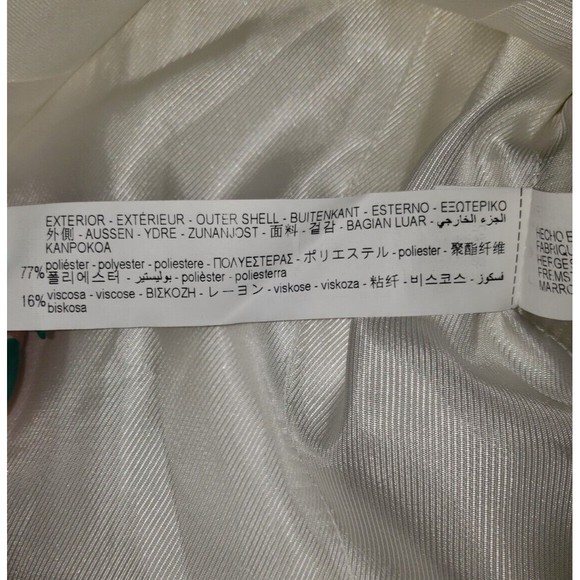 EXTERIOR - EXTÉRIEUR - OUTER SHELL - BUITENKANT - ESTERNO - ΕΞΩΤΕΡΙΚΟ
外側 - AUSSEN - YDRE - ZUNANJOST - 面料 - 겉감 - BAGIAN LUAR - الجزء الخارجي
KANPOKOA
77% poliéster - polyester - poliestere - ΠΟΛΥΕΣΤΕΡΑΣ - ポリエステル - poliester - 聚酯纤维
폴리에스터 - بوليستير - polièster - poliesterra
16% viscosa - viscose - ΒΙΣΚΟΖΗ - レーヨン - viskose - viskoza - 粘纤 - 비스코스 - فسكوز
biskosa
HECHO E
FABRIQU
HERGES
FREMST
MARRO